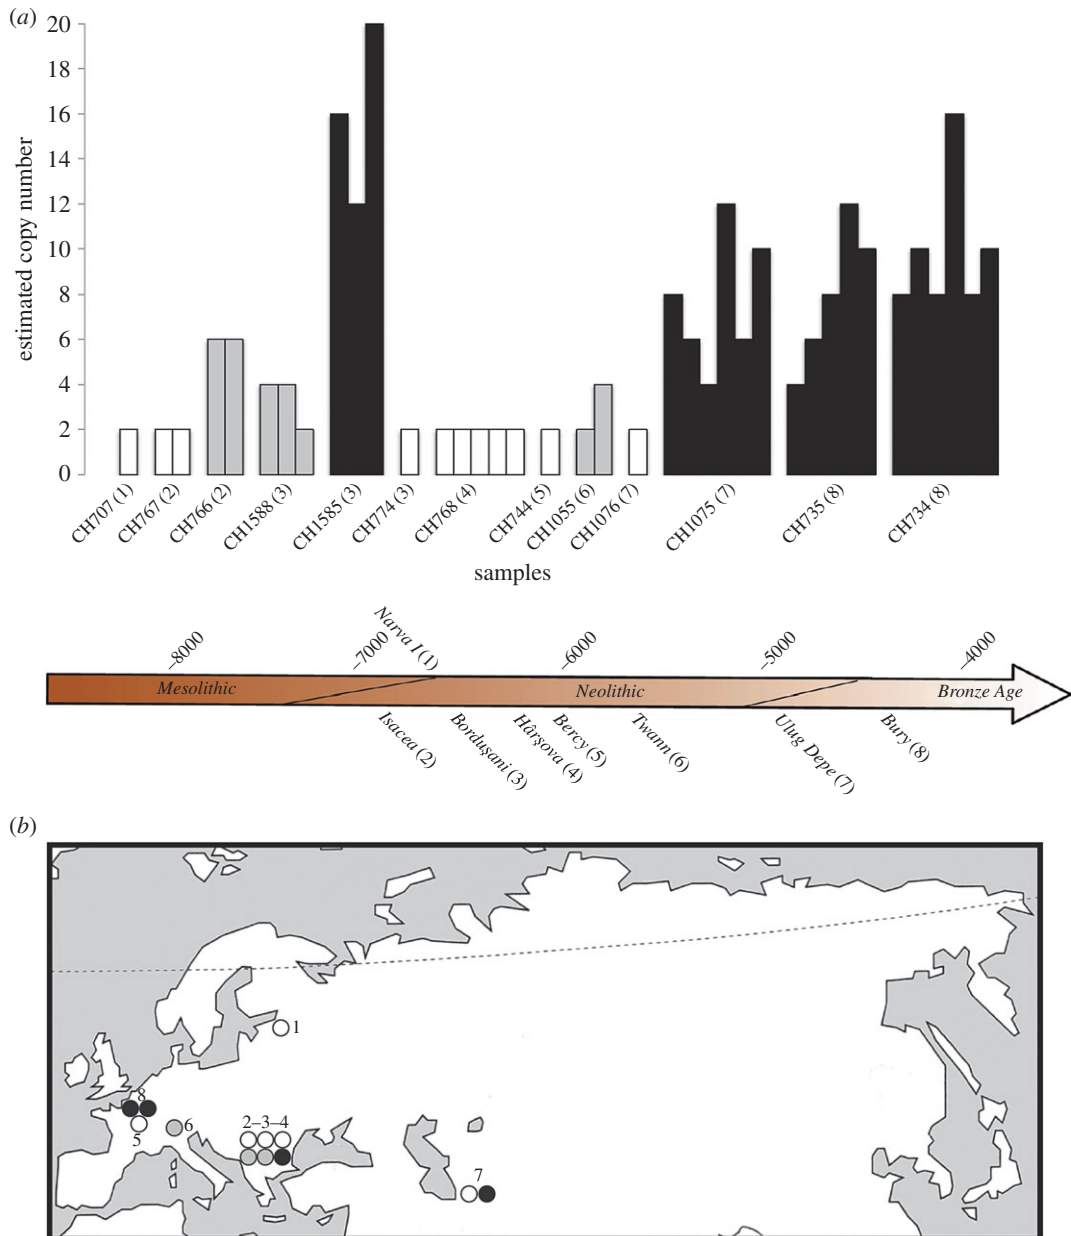 (a)
20
18
16
14
12
10
8
6
4
2
0
estimated copy number
CH707 (1)
CH767 (2)
CH766 (2)
CH1588 (3)
CH1585 (3)
CH774 (3)
CH768 (4)
CH744 (5)
CH1055 (6)
CH1076 (7)
CH1075 (7)
CH735 (8)
CH734 (8)
samples
–8000
–7000
Narva I (1)
–6000
–5000
–4000
Mesolithic
Neolithic
Bronze Age
Isacea (2)
Borduşani (3)
Hârşova (4)
Bercy (5)
Twann (6)
Ulug Depe (7)
Bury (8)
(b)
1
8
5
6
2–3–4
7